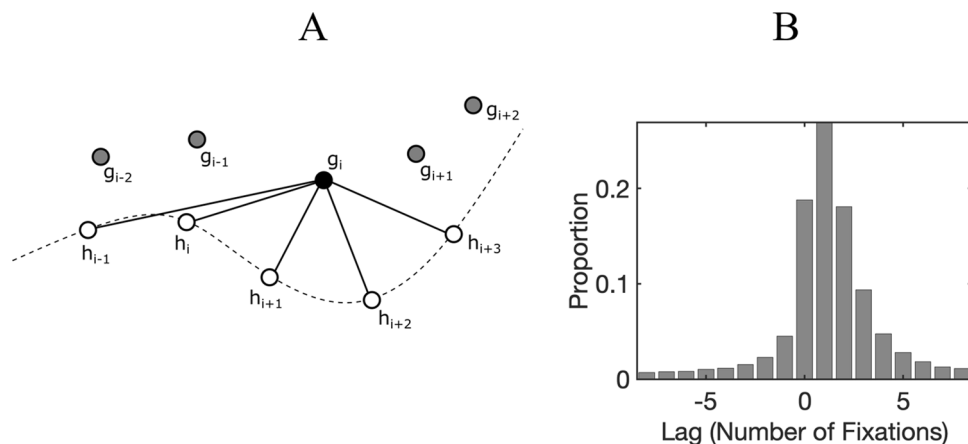 A
B
g_{i+2}
g_{i-1}
g_{i-2}
g_i
g_{i+1}
h_{i-1}
h_i
h_{i+3}
h_{i+1}
h_{i+2}
0.2
0.1
0
Proportion
-5
0
5
Lag (Number of Fixations)